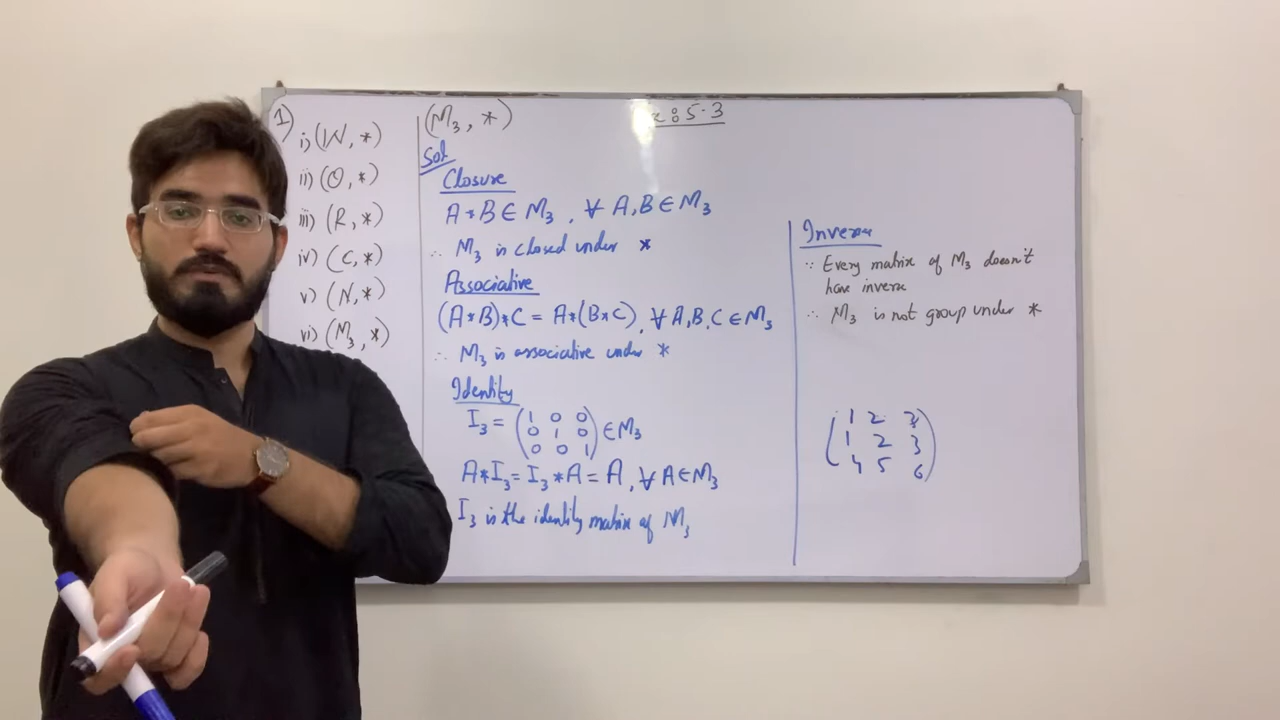 1)
i) (W, *)
ii) (O, *)
iii) (R, *)
iv) (C, *)
v) (N, *)
vi) (M₃, *)
(M₃, *)
Sol
Closure
A*B ∈ M₃, ∀ A,B ∈ M₃
∴ M₃ is closed under *
Associative
(A*B)*C = A*(B*C), ∀ A,B,C ∈ M₃
∴ M₃ is associative under *
Identity
I₃ = (1 0 0
0 1 0
0 0 1) ∈ M₃
A*I₃ = I₃*A = A, ∀ A ∈ M₃
I₃ is the identity matrix of M₃
: 5.3
Inverse
∵ Every matrix of M₃ doesn't
have inverse
∴ M₃ is not group under *
(1 2 3
1 2 3
4 5 6)